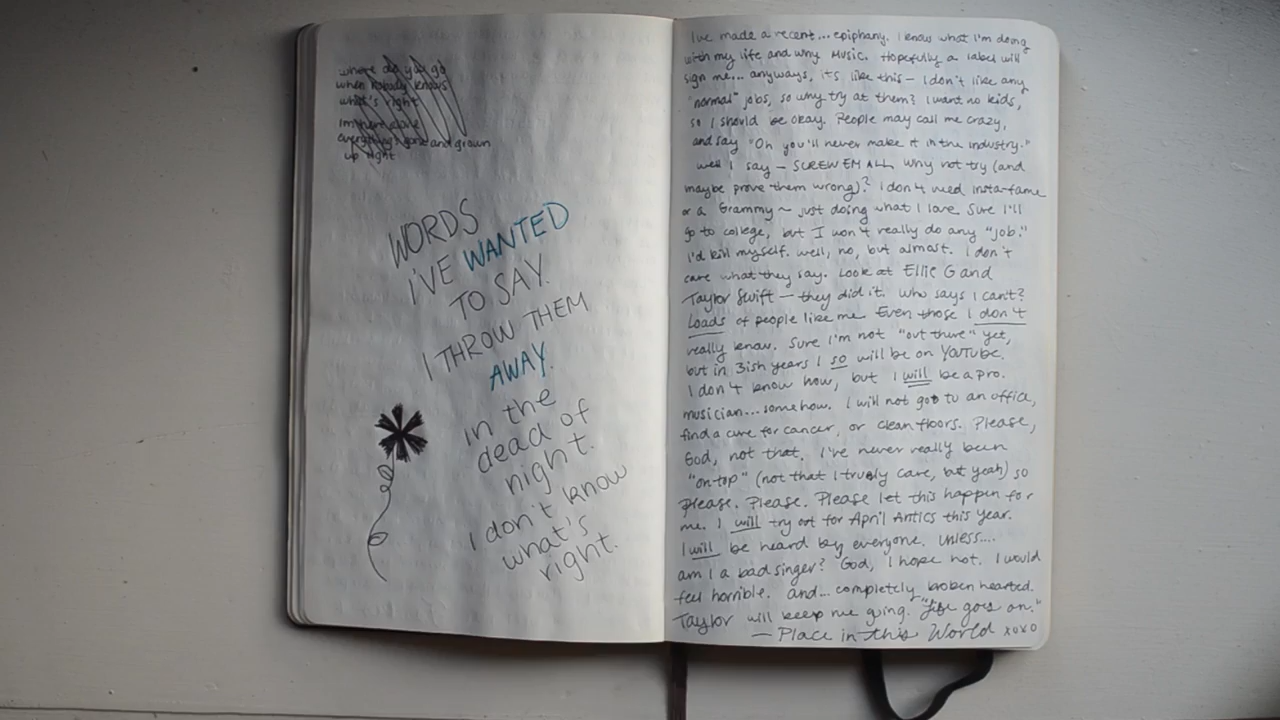 where do you go
when nobody knows
what's right
I'm here alone
everything's gone and grown
up right
WORDS
I'VE WANTED
TO SAY.
I THROW THEM
AWAY.
in the
dead of
night.
I don't know
what's
right.
I've made a recent... epiphany. I know what I'm doing
with my life and why. MUSIC. Hopefully a label will
sign me... anyways, it's like this – I don't like any
"normal" jobs, so why try at them? I want no kids,
so I should be okay. People may call me crazy,
and say "Oh you'll never make it in the industry."
well I say – SCREW EM ALL. Why not try (and
maybe prove them wrong)? I don't need insta-fame
or a Grammy ~ just doing what I love. Sure I'll
go to college, but I won't really do any "job."
I'd kill myself. well, no, but almost. I don't
care what they say. Look at Ellie G and
Taylor Swift – they did it. Who says I can't?
Loads of people like me. Even those I don't
really know. Sure I'm not "out there" yet,
but in 3ish years I so will be on YouTube.
I don't know how, but I will be a pro.
musician... somehow. I will not go to an office,
find a cure for cancer, or clean floors. Please,
God, not that. I've never really been
"on top" (not that I truely care, but yeah) so
please. Please. Please let this happen for
me. I will try out for April Antics this year.
I will be heard by everyone. Unless....
am I a bad singer? God, I hope not. I would
feel horrible. and... completely broken hearted.
Taylor will keep me going. "Life goes on."
– Place in this World xoxo